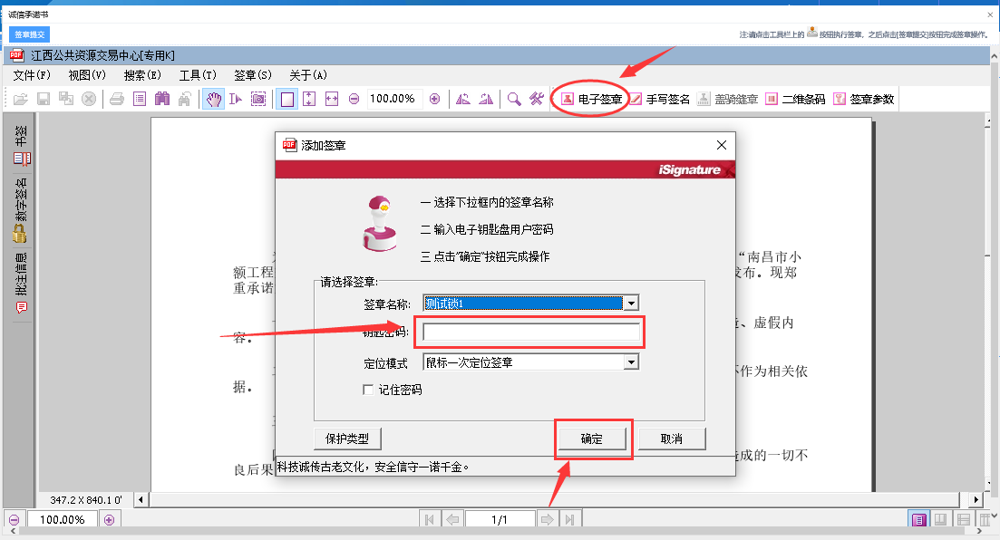 诚信承诺书
签章提交
注:请点击工具栏上的 按钮执行签章，之后点击[签章提交]按钮完成签章操作。
江西公共资源交易中心[专用K]
文件(F) 视图(V) 搜索(E) 工具(T) 签章(S) 关于(A)
100.00% 电子签章 手写签名 盖骑缝章 二维条码 签章参数
书签
数字签名
批注信息
添加签章
iSignature
一 选择下拉框内的签章名称
二 输入电子钥匙盘用户密码
三 点击"确定"按钮完成操作
请选择签章:
签章名称: 测试锁1
钥匙密码:
定位模式 鼠标一次定位签章
记住密码
保护类型 确定 取消
科技诚传古老文化，安全信守一诺千金。
“南昌市小
额工程 发布。现郑
重承诺
、虚假内
容。
不作为相关依
据。
造成的一切不
良后果
347.2 X 840.1 0'
100.00% 1/1